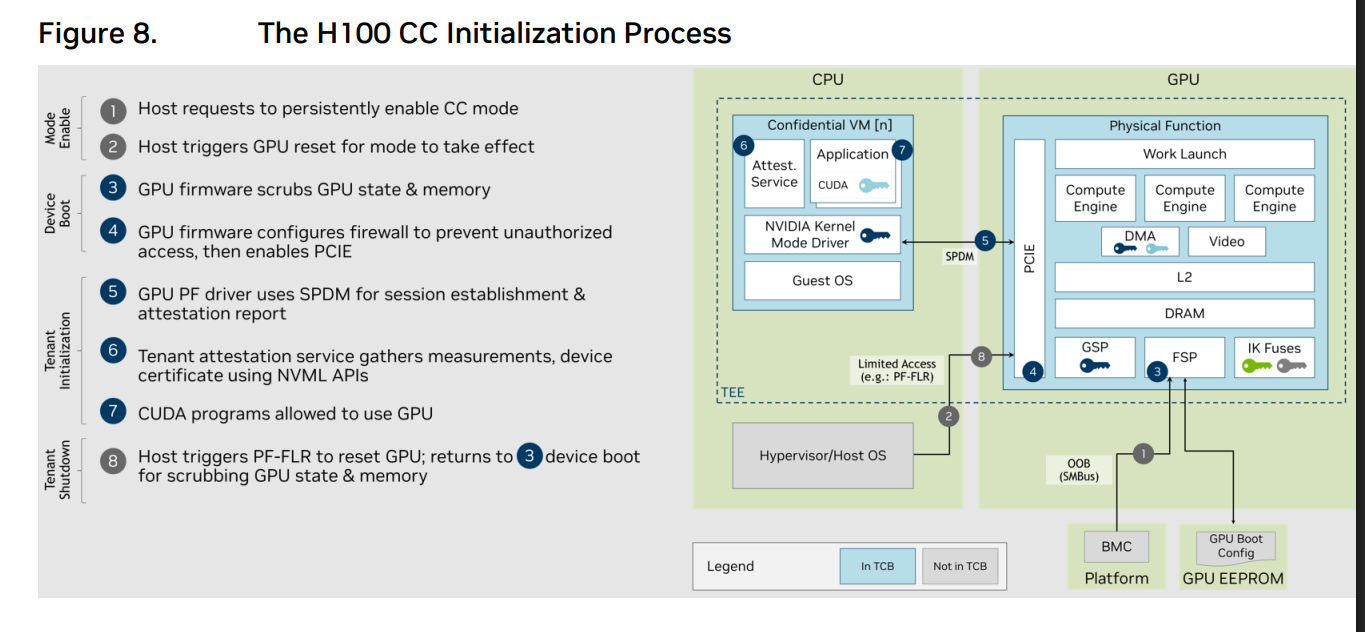 Figure 8. The H100 CC Initialization Process
Mode
Enable
1 Host requests to persistently enable CC mode
2 Host triggers GPU reset for mode to take effect
Device
Boot
3 GPU firmware scrubs GPU state & memory
4 GPU firmware configures firewall to prevent unauthorized
access, then enables PCIE
Tenant
Initialization
5 GPU PF driver uses SPDM for session establishment &
attestation report
6 Tenant attestation service gathers measurements, device
certificate using NVML APIs
7 CUDA programs allowed to use GPU
Tenant
Shutdown
8 Host triggers PF-FLR to reset GPU; returns to 3 device boot
for scrubbing GPU state & memory
CPU
Confidential VM [n]
6
Attest.
Service
7
Application
CUDA
NVIDIA Kernel
Mode Driver
Guest OS
5
SPDM
Limited Access
(e.g.: PF-FLR)
8
TEE
2
Hypervisor/Host OS
GPU
Physical Function
PCIE
4
Work Launch
Compute
Engine
Compute
Engine
Compute
Engine
DMA
Video
L2
DRAM
GSP
FSP
3
IK Fuses
1
OOB
(SMBus)
BMC
Platform
GPU Boot
Config
GPU EEPROM
Legend
In TCB
Not in TCB